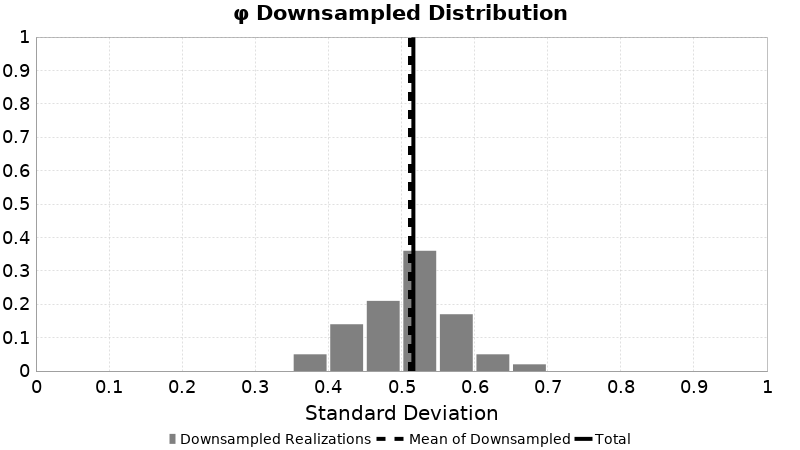 φ Downsampled Distribution
1
0.9
0.8
0.7
0.6
0.5
0.4
0.3
0.2
0.1
0
0 0.1 0.2 0.3 0.4 0.5 0.6 0.7 0.8 0.9 1
Standard Deviation
Downsampled Realizations Mean of Downsampled Total